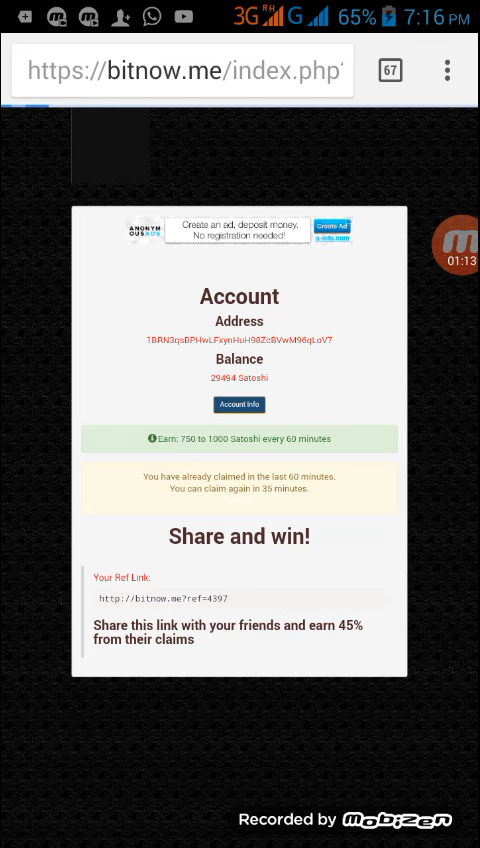 3G RH G 65% 7:16 PM
https://bitnow.me/index.php?
67
ANONYM
OUSADS
Create an ad, deposit money.
No registration needed!
Create Ad
a-ads.com
01:13
Account
Address
1BRN3qsBPHwLFxynHuH98ZcBVwM96qLoV7
Balance
29494 Satoshi
Account Info
Earn: 750 to 1000 Satoshi every 60 minutes
You have already claimed in the last 60 minutes.
You can claim again in 35 minutes.
Share and win!
Your Ref Link:
http://bitnow.me?ref=4397
Share this link with your friends and earn 45%
from their claims
Recorded by Mobizen